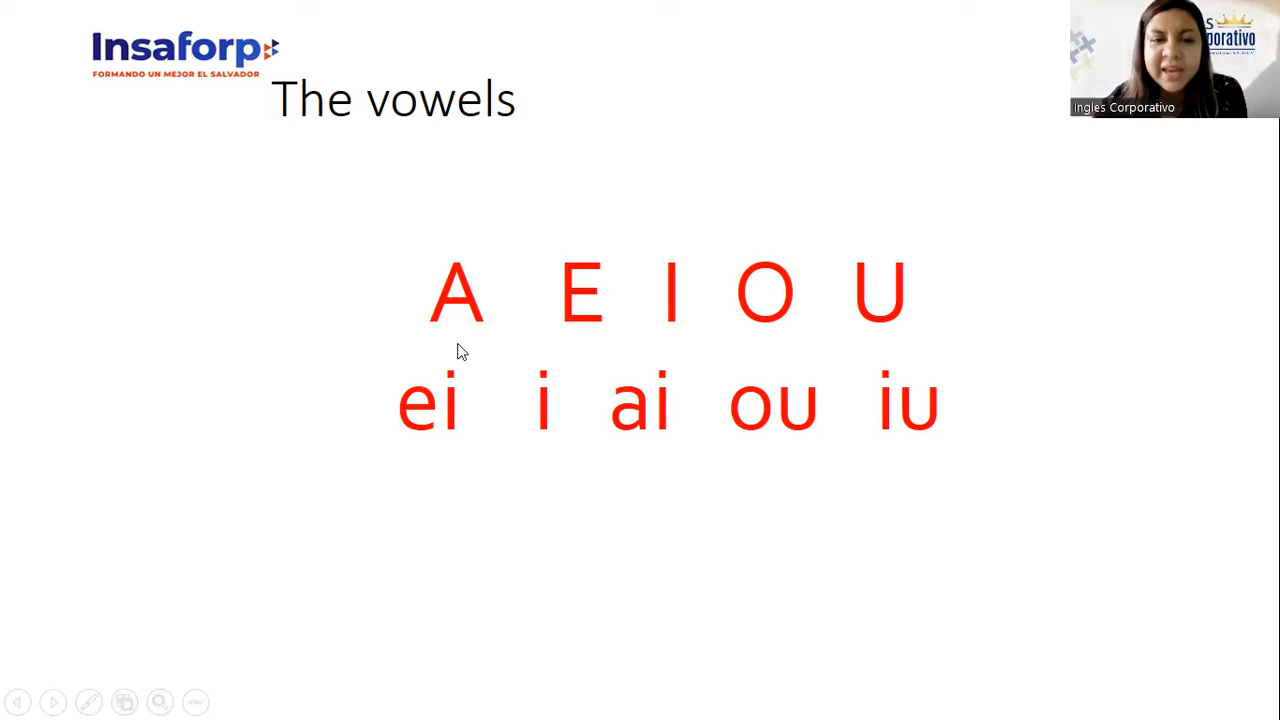 Insaforp
FORMANDO UN MEJOR EL SALVADOR
The vowels
A E I O U
ei i ai ou iu
Ingles Corporativo